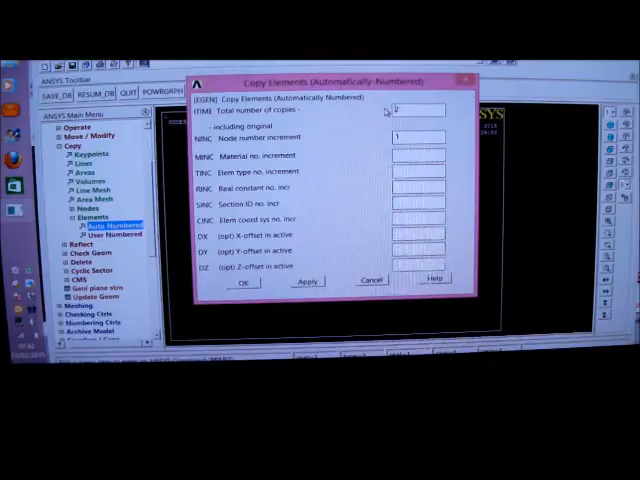 ANSYS Toolbar
SAVE_DB RESUM_DB QUIT POWRGRPH
ANSYS Main Menu
Operate
Move / Modify
Copy
Keypoints
Lines
Areas
Volumes
Line Mesh
Area Mesh
Nodes
Elements
Auto Numbered
User Numbered
Reflect
Check Geom
Delete
Cyclic Sector
CMS
Genl plane strn
Update Geom
Meshing
Checking Ctrls
Numbering Ctrls
Archive Model
Copy Elements (Automatically-Numbered)
[EGEN] Copy Elements (Automatically Numbered)
ITIME Total number of copies - 2
- including original
NINC Node number increment 1
MINC Material no. increment
TINC Elem type no. increment
RINC Real constant no. incr
SINC Section ID no. incr
CINC Elem coord sys no. incr
DX (opt) X-offset in active
DY (opt) Y-offset in active
DZ (opt) Z-offset in active
OK Apply Cancel Help
SYS
07:42